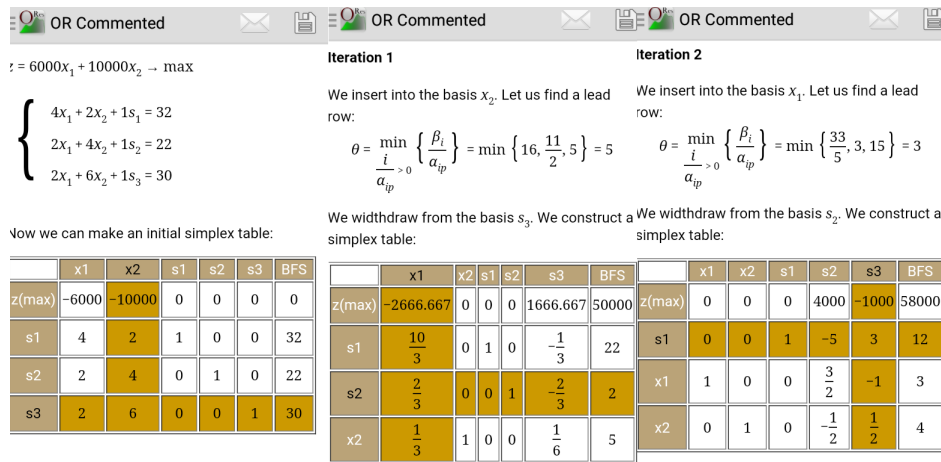 QRes OR Commented
z = 6000x₁ + 10000x₂ → max
4x₁ + 2x₂ + 1s₁ = 32
2x₁ + 4x₂ + 1s₂ = 22
2x₁ + 6x₂ + 1s₃ = 30
Now we can make an initial simplex table:
x1 x2 s1 s2 s3 BFS
z(max) −6000 −10000 0 0 0 0
s1 4 2 1 0 0 32
s2 2 4 0 1 0 22
s3 2 6 0 0 1 30
QRes OR Commented
Iteration 1
We insert into the basis x₂. Let us find a lead
row:
θ = min i/αip > 0 { βi/αip } = min { 16, 11/2, 5 } = 5
We widthdraw from the basis s₃. We construct a
simplex table:
x1 x2 s1 s2 s3 BFS
z(max) −2666.667 0 0 0 1666.667 50000
s1 10/3 0 1 0 −1/3 22
s2 2/3 0 0 1 −2/3 2
x2 1/3 1 0 0 1/6 5
QRes OR Commented
Iteration 2
We insert into the basis x₁. Let us find a lead
row:
θ = min i/αip > 0 { βi/αip } = min { 33/5, 3, 15 } = 3
We widthdraw from the basis s₂. We construct a
simplex table:
x1 x2 s1 s2 s3 BFS
z(max) 0 0 0 4000 −1000 58000
s1 0 0 1 −5 3 12
x1 1 0 0 3/2 −1 3
x2 0 1 0 −1/2 1/2 4